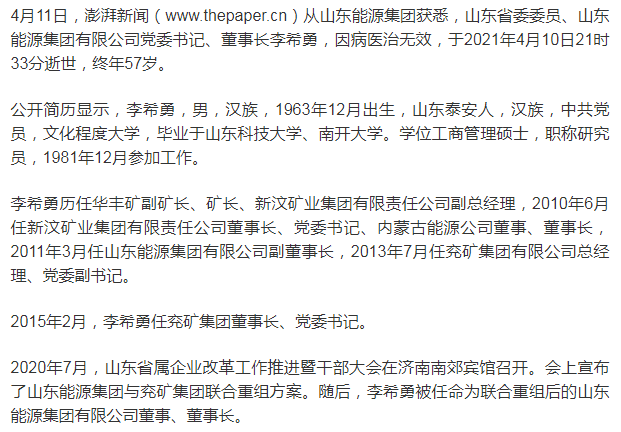 4月11日，澎湃新闻（www.thepaper.cn）从山东能源集团获悉，山东省委委员、山东
能源集团有限公司党委书记、董事长李希勇，因病医治无效，于2021年4月10日21时
33分逝世，终年57岁。
公开简历显示，李希勇，男，汉族，1963年12月出生，山东泰安人，汉族，中共党
员，文化程度大学，毕业于山东科技大学、南开大学。学位工商管理硕士，职称研究
员，1981年12月参加工作。
李希勇历任华丰矿副矿长、矿长、新汶矿业集团有限责任公司副总经理，2010年6月
任新汶矿业集团有限责任公司董事长、党委书记、内蒙古能源公司董事、董事长，
2011年3月任山东能源集团有限公司副董事长，2013年7月任兖矿集团有限公司总经
理、党委副书记。
2015年2月，李希勇任兖矿集团董事长、党委书记。
2020年7月，山东省属企业改革工作推进暨干部大会在济南南郊宾馆召开。会上宣布
了山东能源集团与兖矿集团联合重组方案。随后，李希勇被任命为联合重组后的山东
能源集团有限公司董事、董事长。